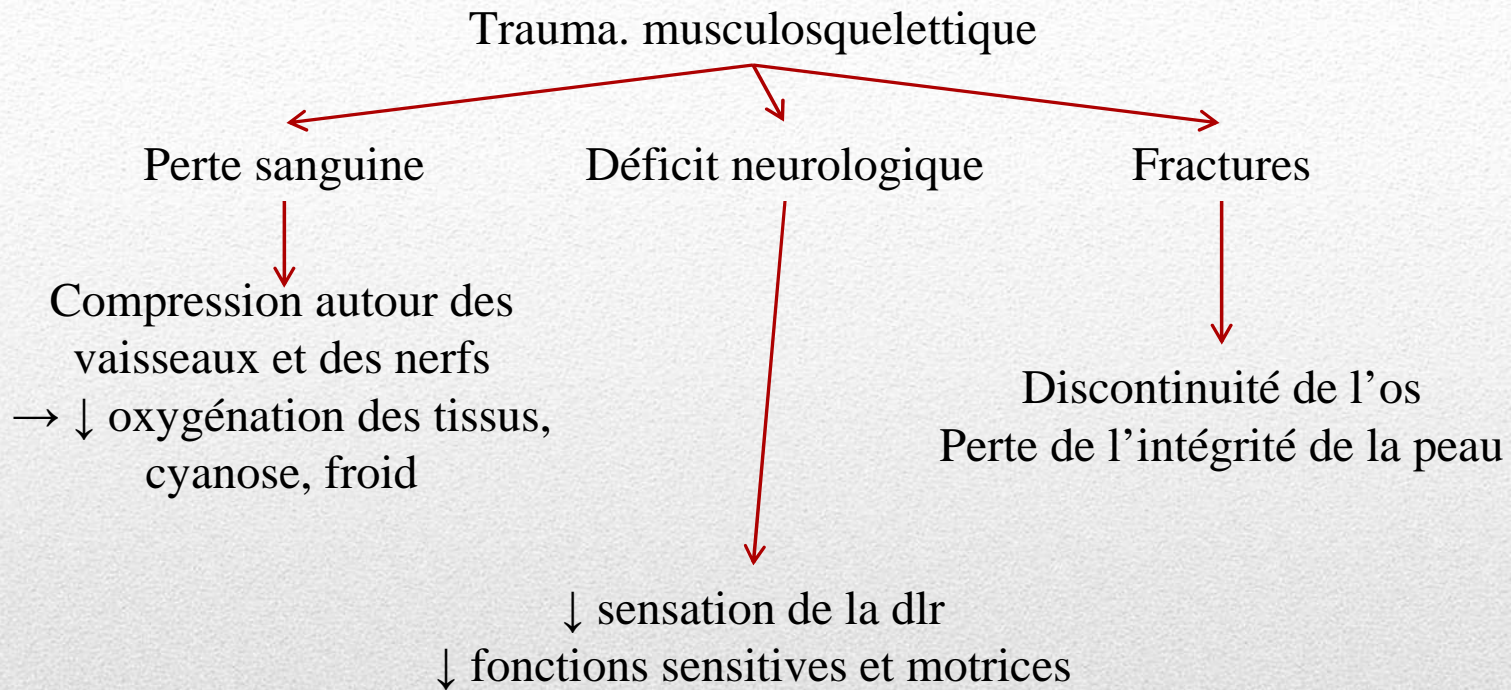 Trauma. musculosquelettique
Perte sanguine
Déficit neurologique
Fractures
Compression autour des
vaisseaux et des nerfs
→ ↓ oxygénation des tissus,
cyanose, froid
Discontinuité de l’os
Perte de l’intégrité de la peau
↓ sensation de la dlr
↓ fonctions sensitives et motrices